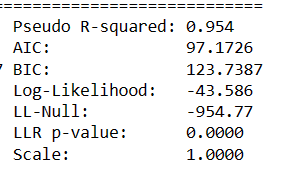 ============================
Pseudo R-squared: 0.954
AIC: 97.1726
7 BIC: 123.7387
Log-Likelihood: -43.586
LL-Null: -954.77
LLR p-value: 0.0000
Scale: 1.0000